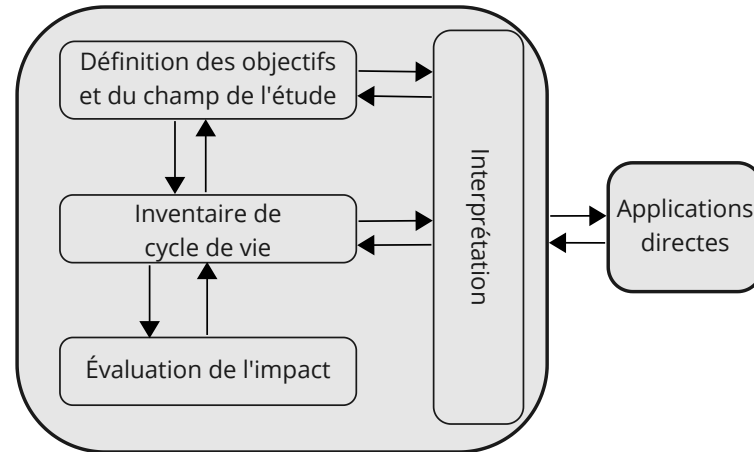 Définition des objectifs
et du champ de l'étude
Inventaire de
cycle de vie
Évaluation de l'impact
Interprétation
Applications
directes